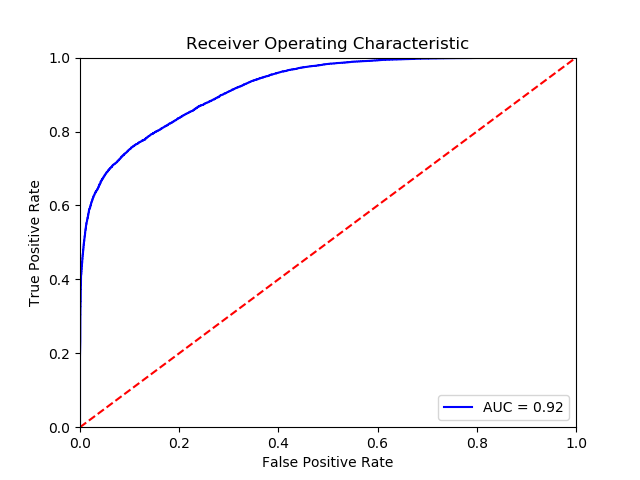 Receiver Operating Characteristic
1.0
0.8
0.6
0.4
0.2
0.0
True Positive Rate
AUC = 0.92
0.0 0.2 0.4 0.6 0.8 1.0
False Positive Rate